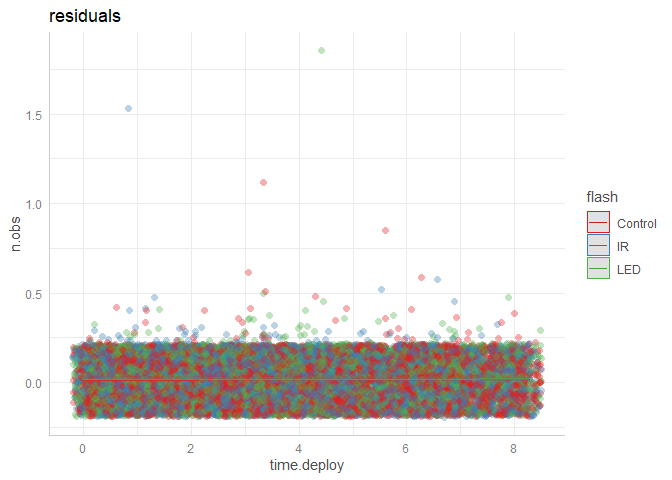 residuals
1.5
1.0
0.5
0.0
n.obs
0
2
4
6
8
time.deploy
flash
Control
IR
LED